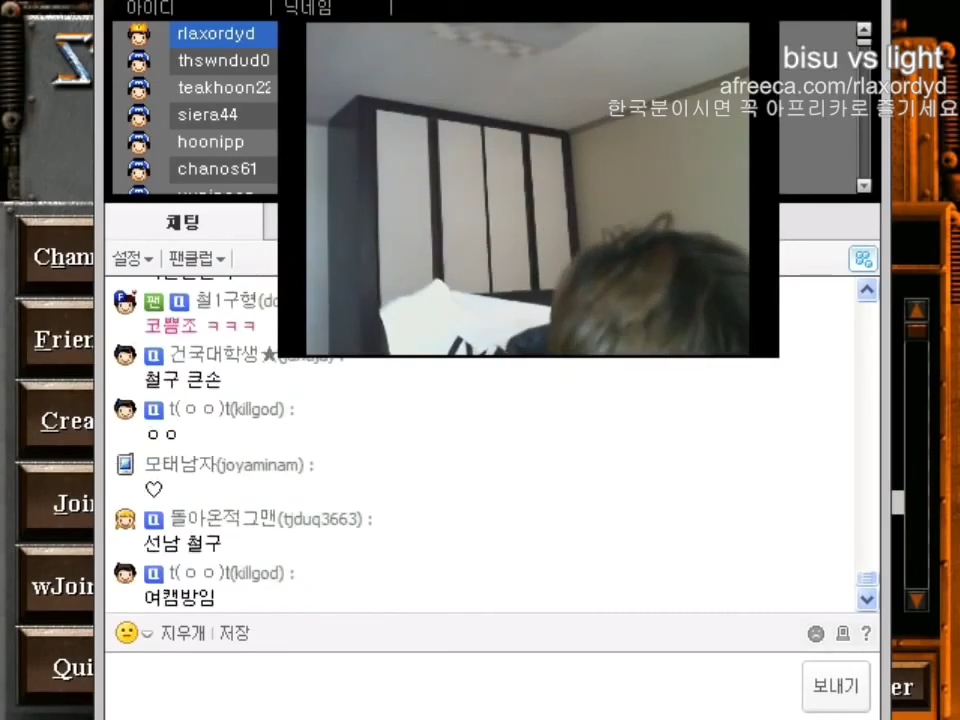 아이디
닉네임
rlaxordyd
thswndud0
teakhoon22
siera44
hoonipp
chanos61
bisu vs light
afreeca.com/rlaxordyd
한국분이시면 꼭 아프리카로 즐기세요
채팅
설정 팬클럽
팬 철1구형
코쁨조 ㅋㅋㅋ
건국대학생★
철구 큰손
t(ㅇㅇ)t(killgod) :
ㅇㅇ
모태남자(joyaminam) :
♡
돌아온적그맨(tjduq3663) :
선남 철구
t(ㅇㅇ)t(killgod) :
여캠방임
지우개 저장
?
보내기
Chann
Frien
Crea
Join
wJoin
Qui
er